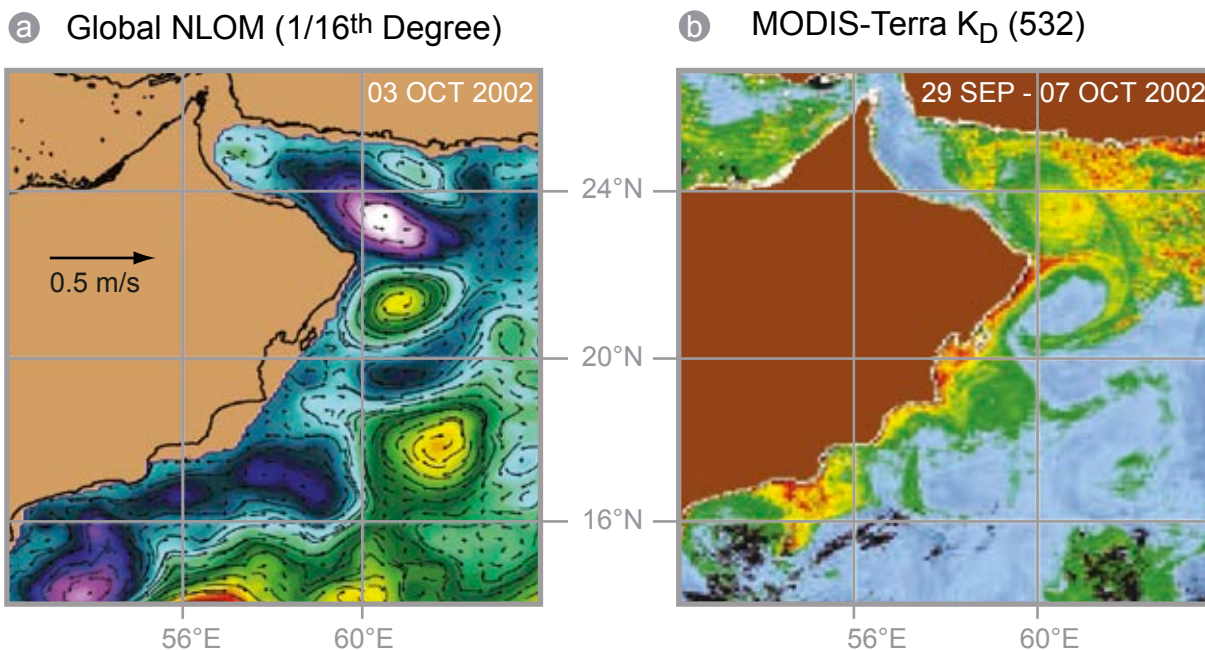 a Global NLOM (1/16th Degree)
b MODIS-Terra KD (532)
03 OCT 2002
29 SEP - 07 OCT 2002
0.5 m/s
24°N
20°N
16°N
56°E
60°E
56°E
60°E